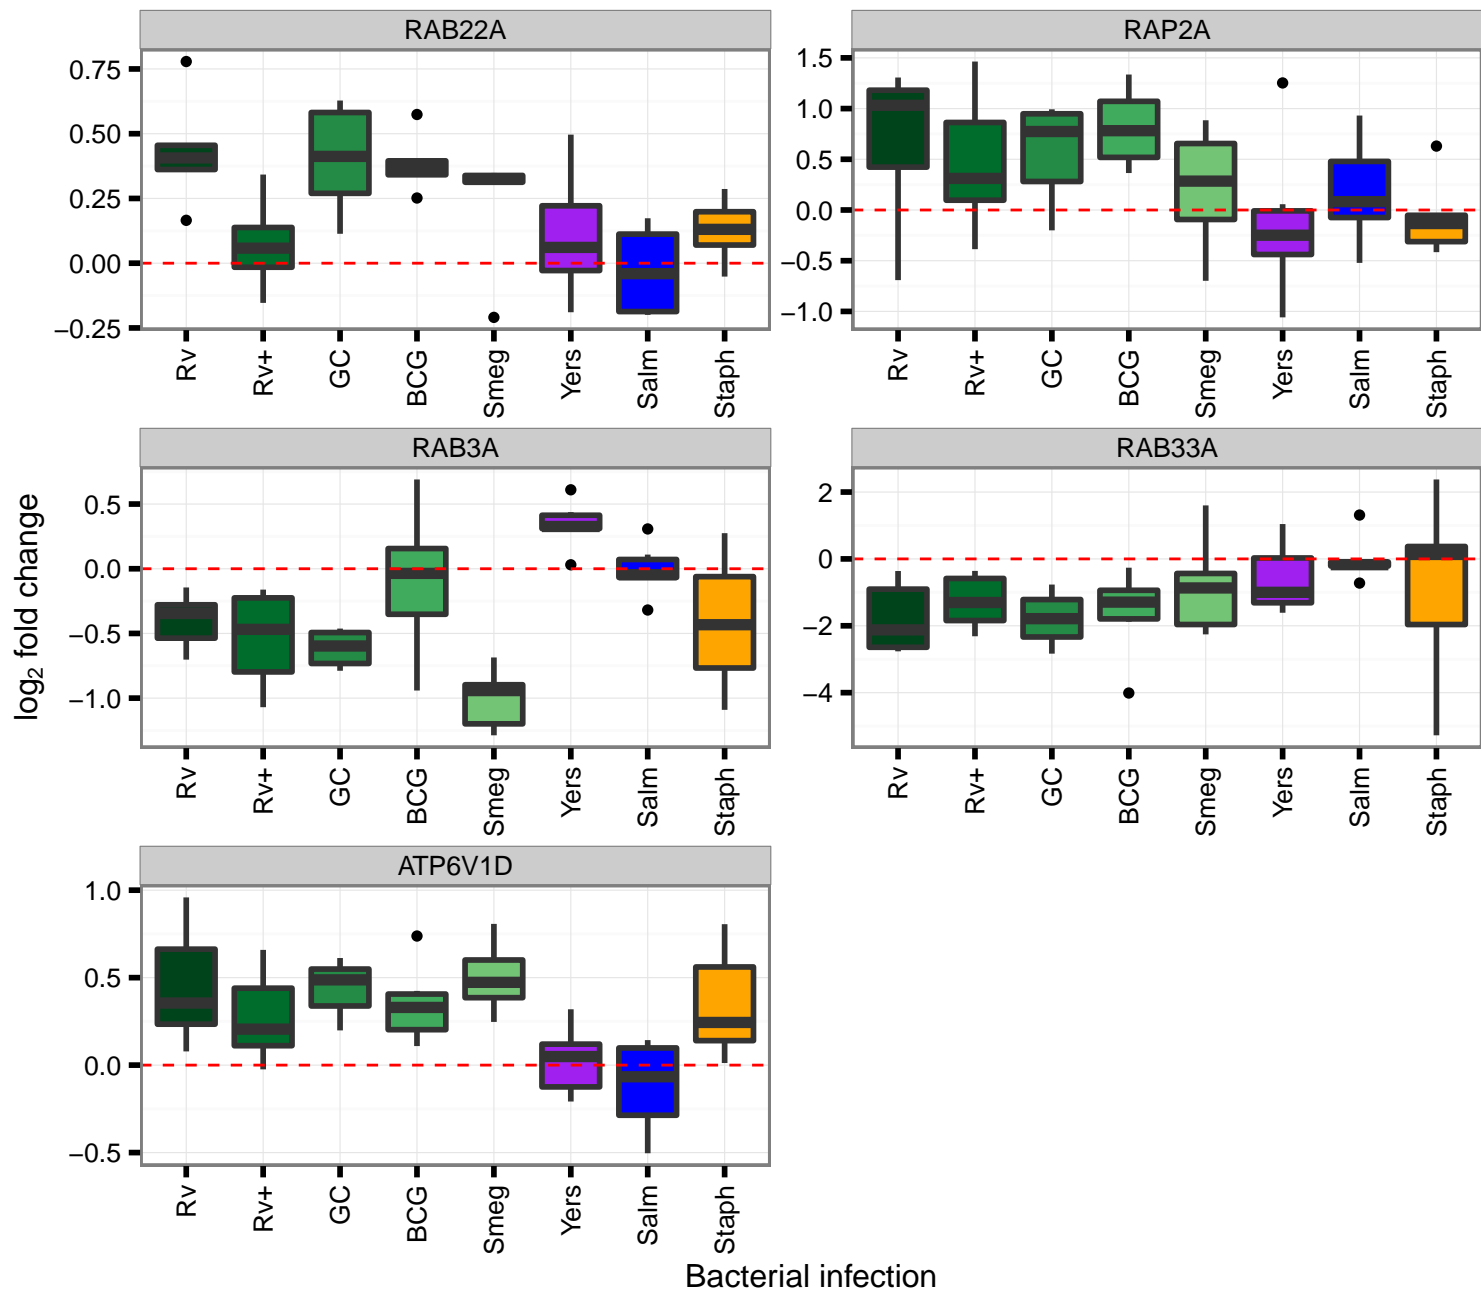 RAB22A
0.75
0.50
0.25
0.00
−0.25
Rv
Rv+
GC
BCG
Smeg
Yers
Salm
Staph
RAP2A
1.5
1.0
0.5
0.0
−0.5
−1.0
Rv
Rv+
GC
BCG
Smeg
Yers
Salm
Staph
log₂ fold change
RAB3A
0.5
0.0
−0.5
−1.0
Rv
Rv+
GC
BCG
Smeg
Yers
Salm
Staph
RAB33A
2
0
−2
−4
Rv
Rv+
GC
BCG
Smeg
Yers
Salm
Staph
ATP6V1D
1.0
0.5
0.0
−0.5
Rv
Rv+
GC
BCG
Smeg
Yers
Salm
Staph
Bacterial infection